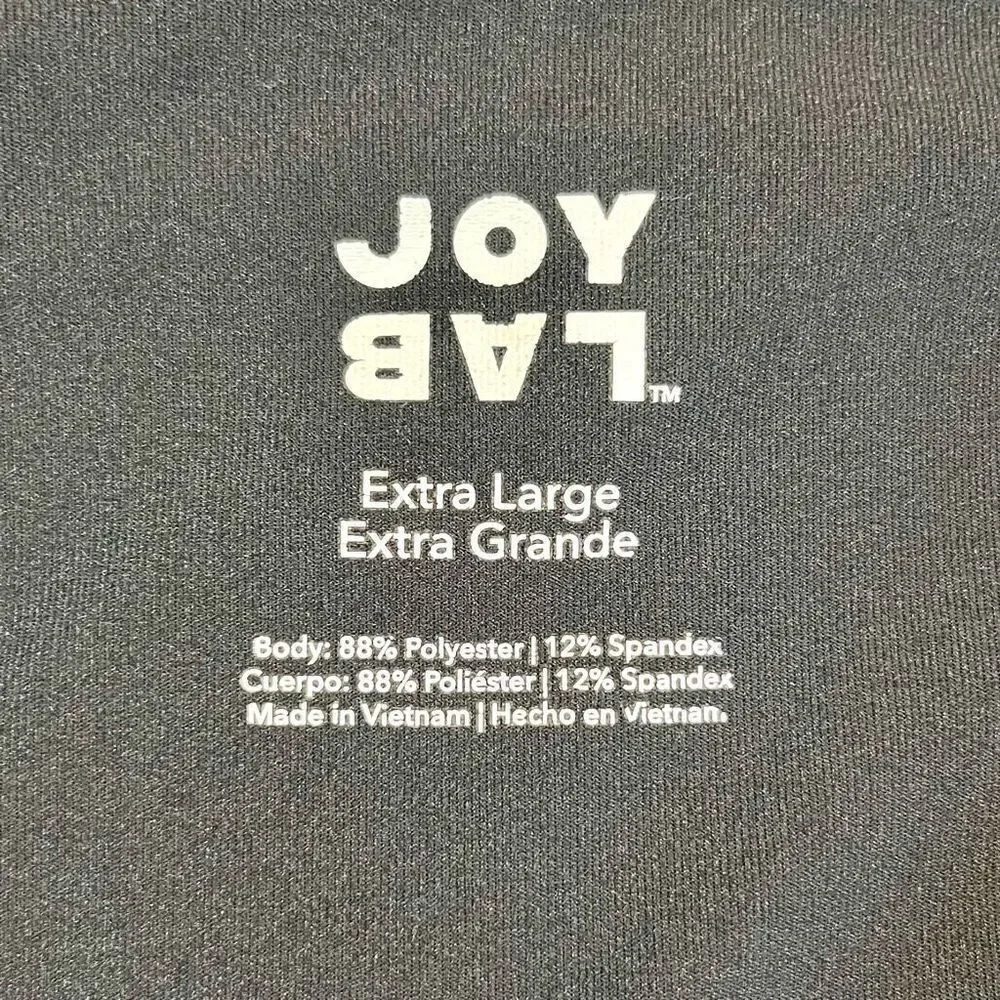 JOY
LAB™
Extra Large
Extra Grande
Body: 88% Polyester | 12% Spandex
Cuerpo: 88% Poliéster | 12% Spandex
Made in Vietnam | Hecho en Vietnam